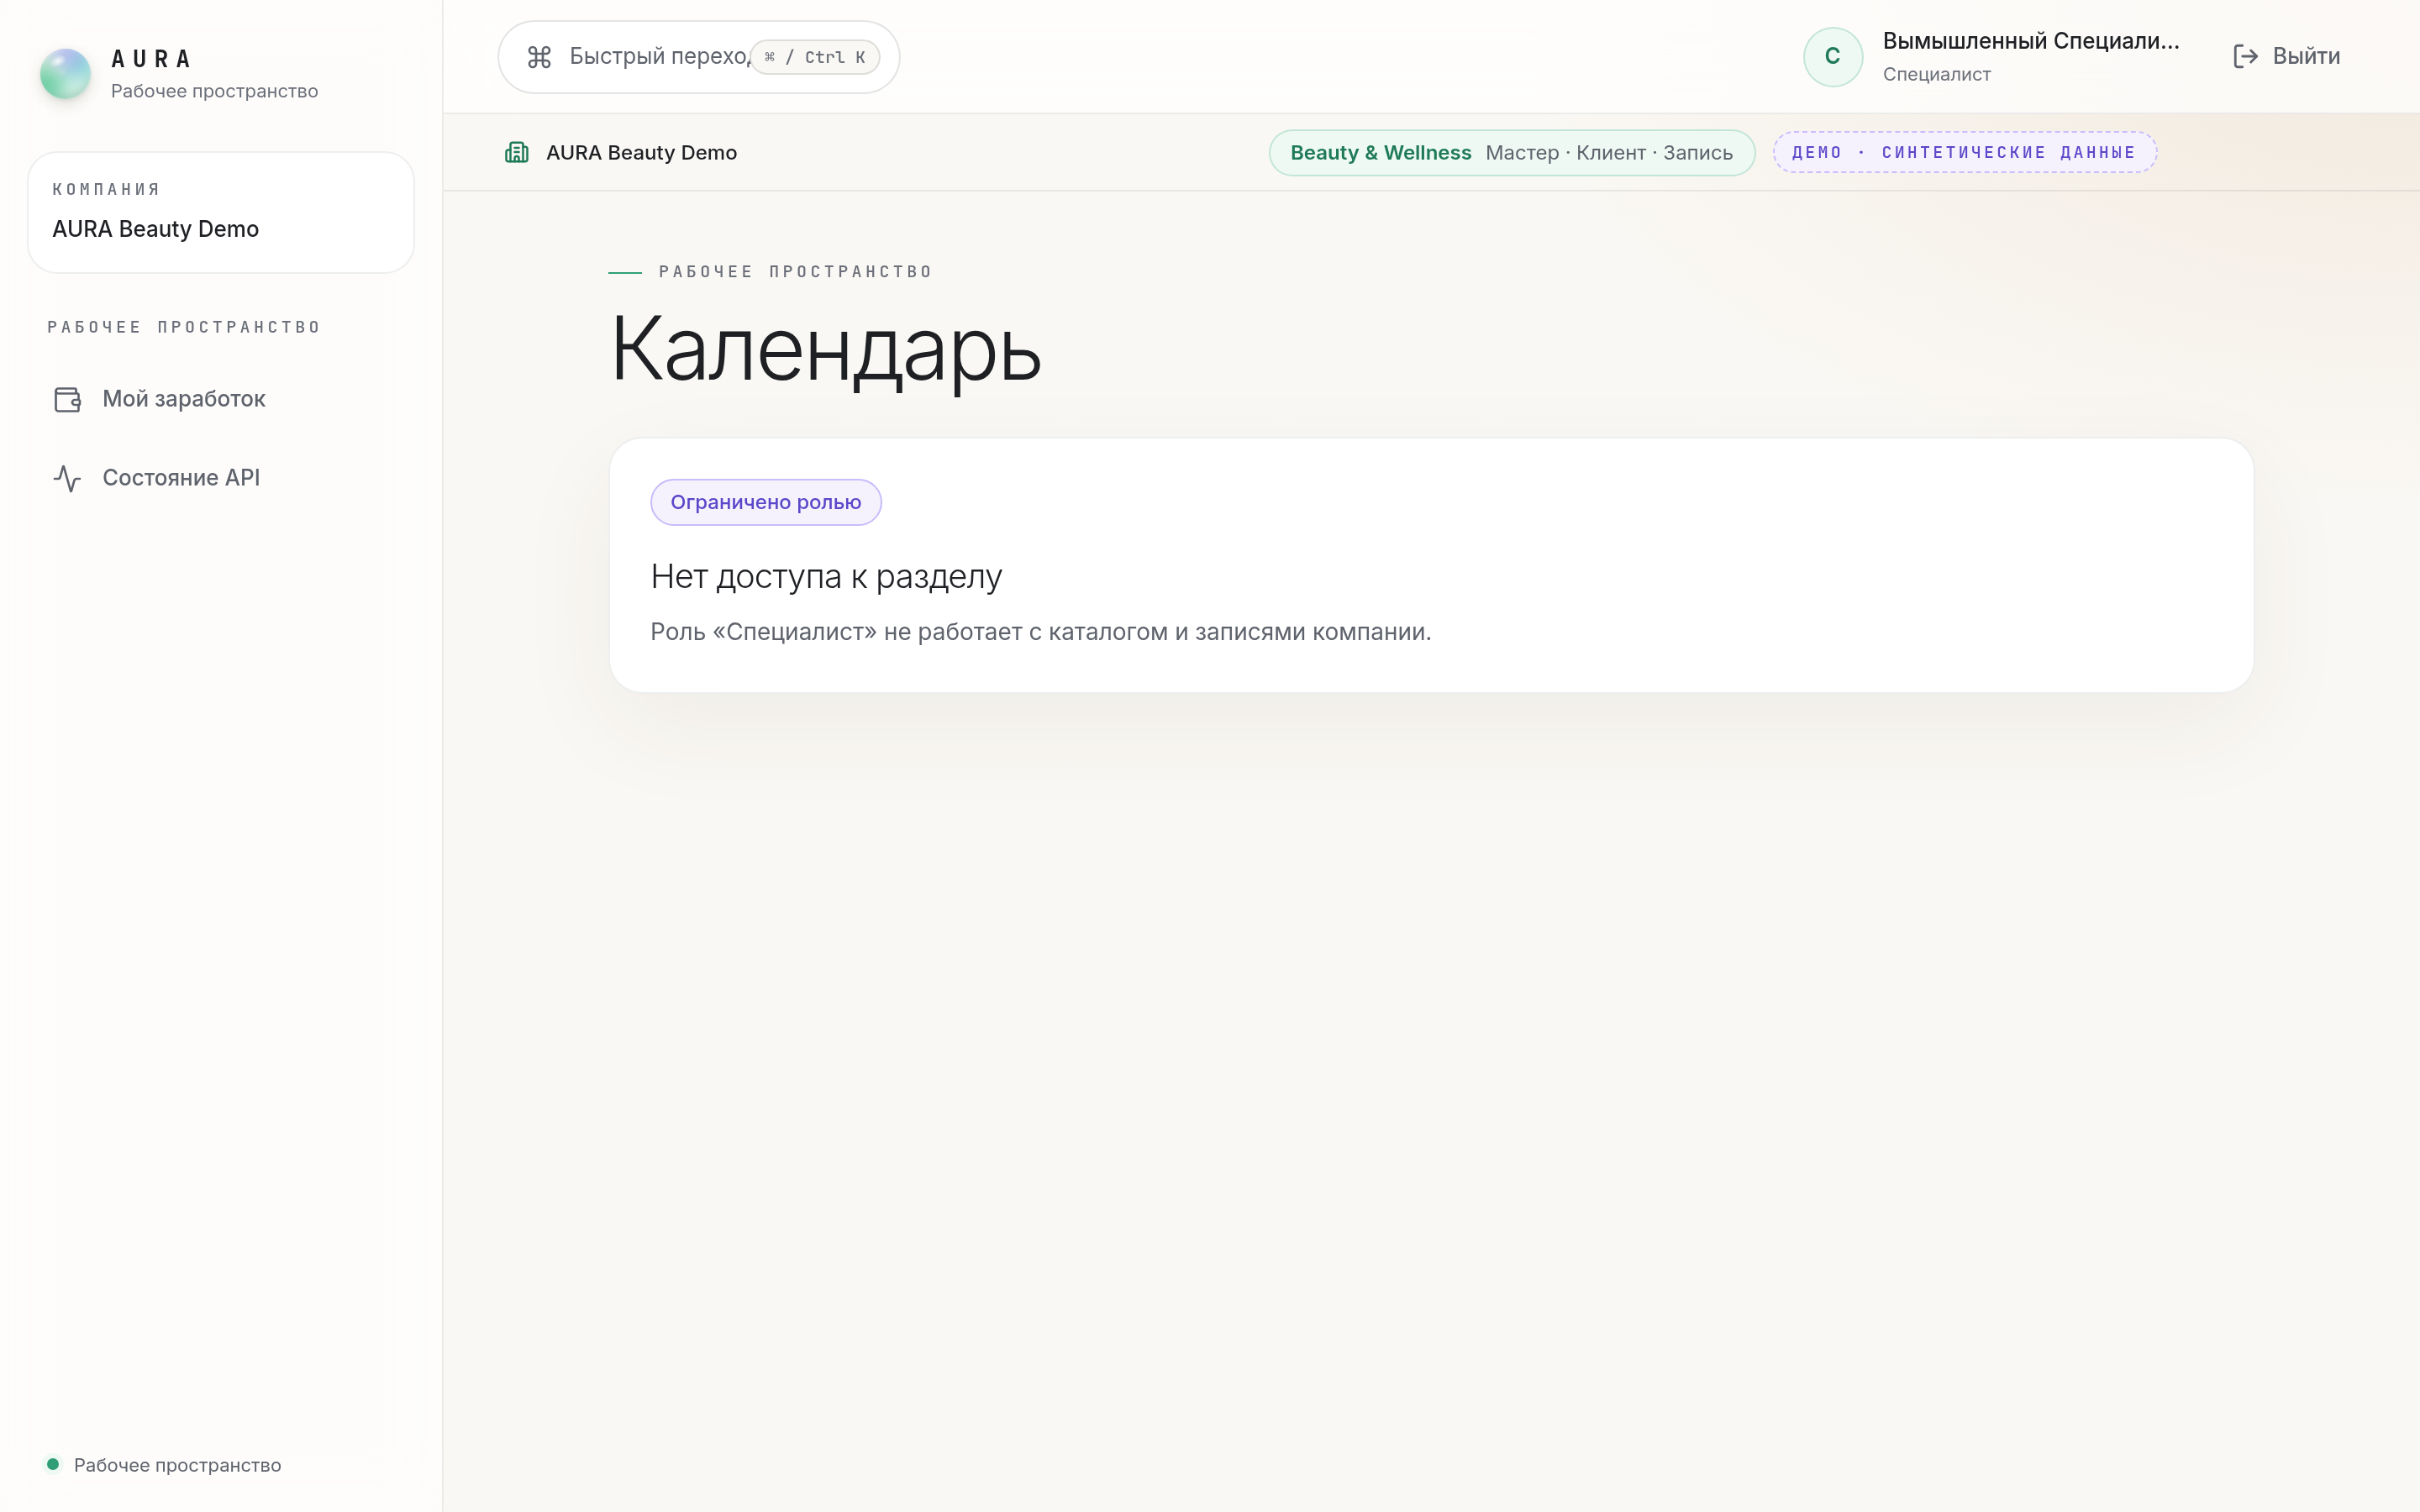 AURA
Рабочее пространство
КОМПАНИЯ
AURA Beauty Demo
РАБОЧЕЕ ПРОСТРАНСТВО
Мой заработок
Состояние API
Рабочее пространство
Быстрый переход
⌘ / Ctrl K
С
Вымышленный Специали...
Специалист
Выйти
AURA Beauty Demo
Beauty & Wellness Мастер · Клиент · Запись
ДЕМО · СИНТЕТИЧЕСКИЕ ДАННЫЕ
РАБОЧЕЕ ПРОСТРАНСТВО
Календарь
Ограничено ролью
Нет доступа к разделу
Роль «Специалист» не работает с каталогом и записями компании.